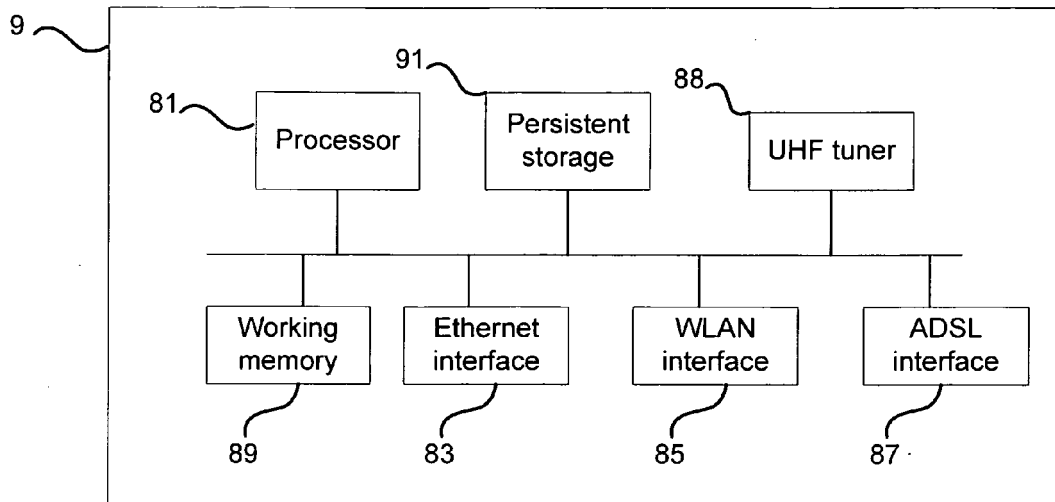 9
91
88
81
Processor
Persistent
storage
UHF tuner
Working
memory
Ethernet
interface
WLAN
interface
ADSL
interface
89
83
85
87